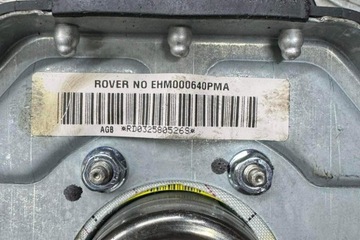 ROVER NO EHM000640PMA
AGB *RD032580526S*